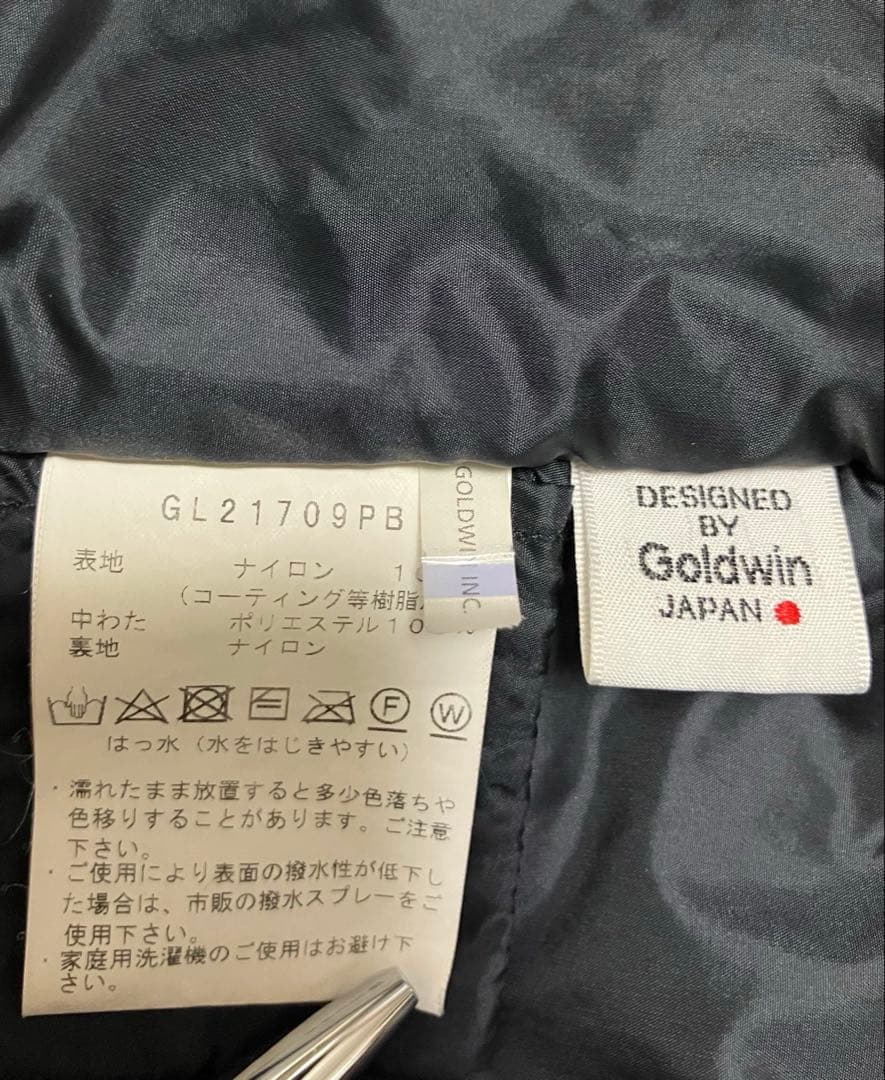 GL21709PB
表地 ナイロン
(コーティング等樹脂
中わた ポリエステル
裏地 ナイロン
F W
はっ水(水をはじきやすい)
・濡れたまま放置すると多少色落ちや
色移りすることがあります。ご注意
下さい。
・ご使用により表面の撥水性が低下し
た場合は、市販の撥水スプレーをご
使用下さい。
・家庭用洗濯機のご使用はお避け下
さい。
GOLDWIN INC.
DESIGNED
BY
Goldwin
JAPAN